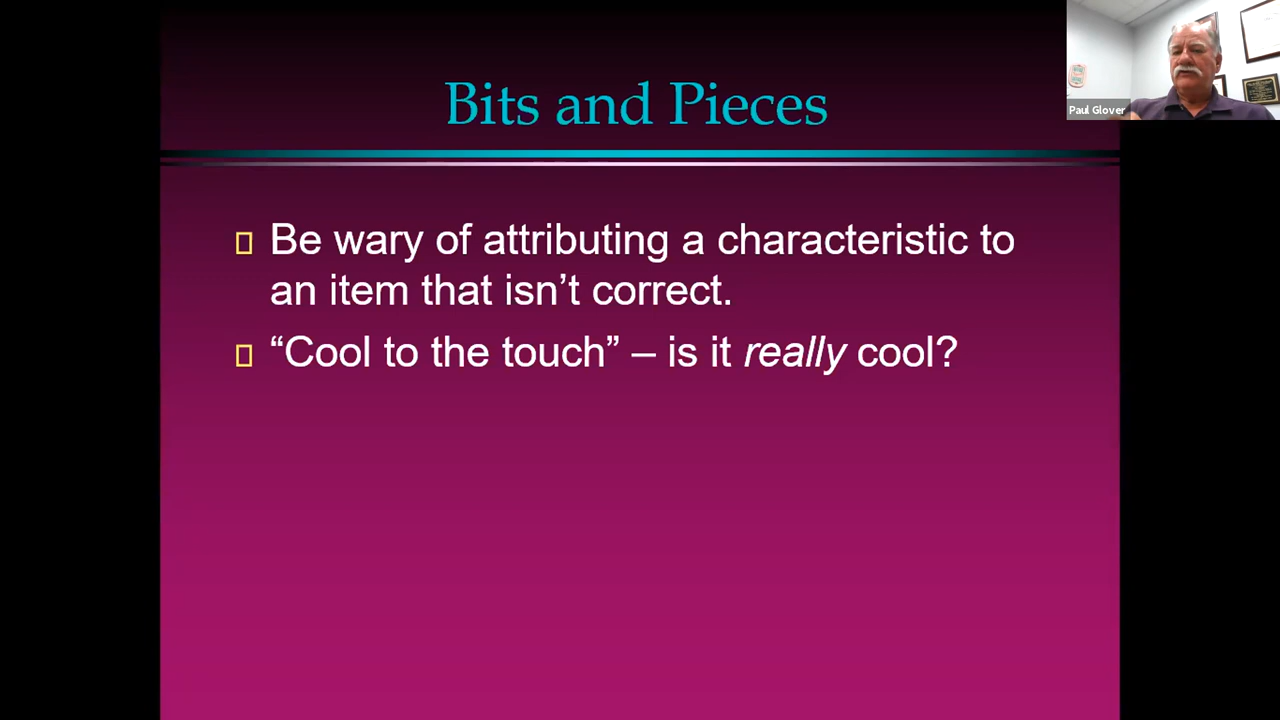 Bits and Pieces
Be wary of attributing a characteristic to
an item that isn’t correct.
“Cool to the touch” – is it really cool?
Paul Glover